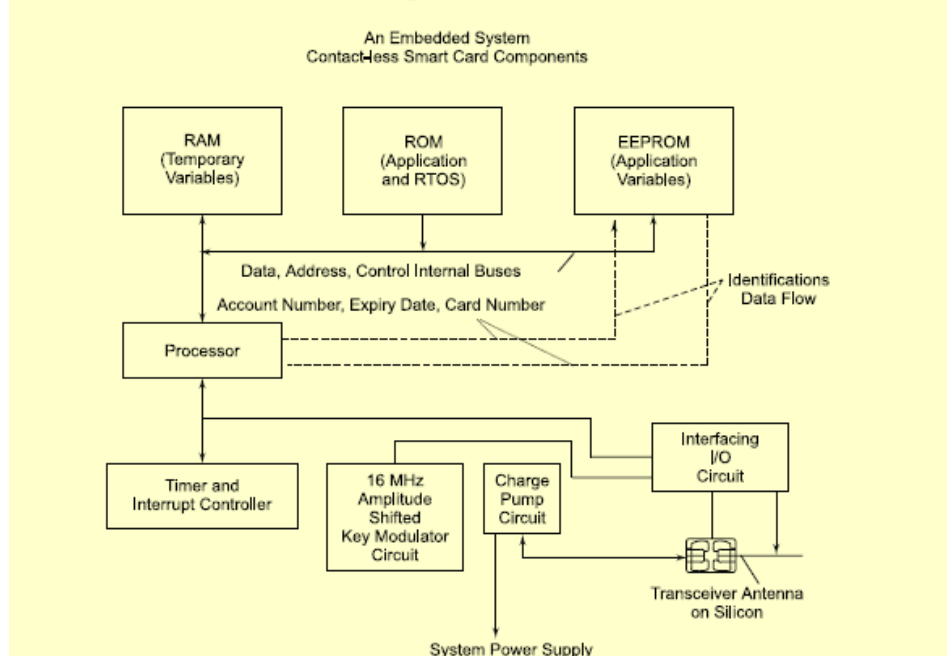 An Embedded System
Contact-less Smart Card Components
RAM
(Temporary
Variables)
ROM
(Application
and RTOS)
EEPROM
(Application
Variables)
Data, Address, Control Internal Buses
Identifications
Data Flow
Account Number, Expiry Date, Card Number
Processor
Interfacing
I/O
Circuit
Timer and
Interrupt Controller
16 MHz
Amplitude
Shifted
Key Modulator
Circuit
Charge
Pump
Circuit
Transceiver Antenna
on Silicon
System Power Supply